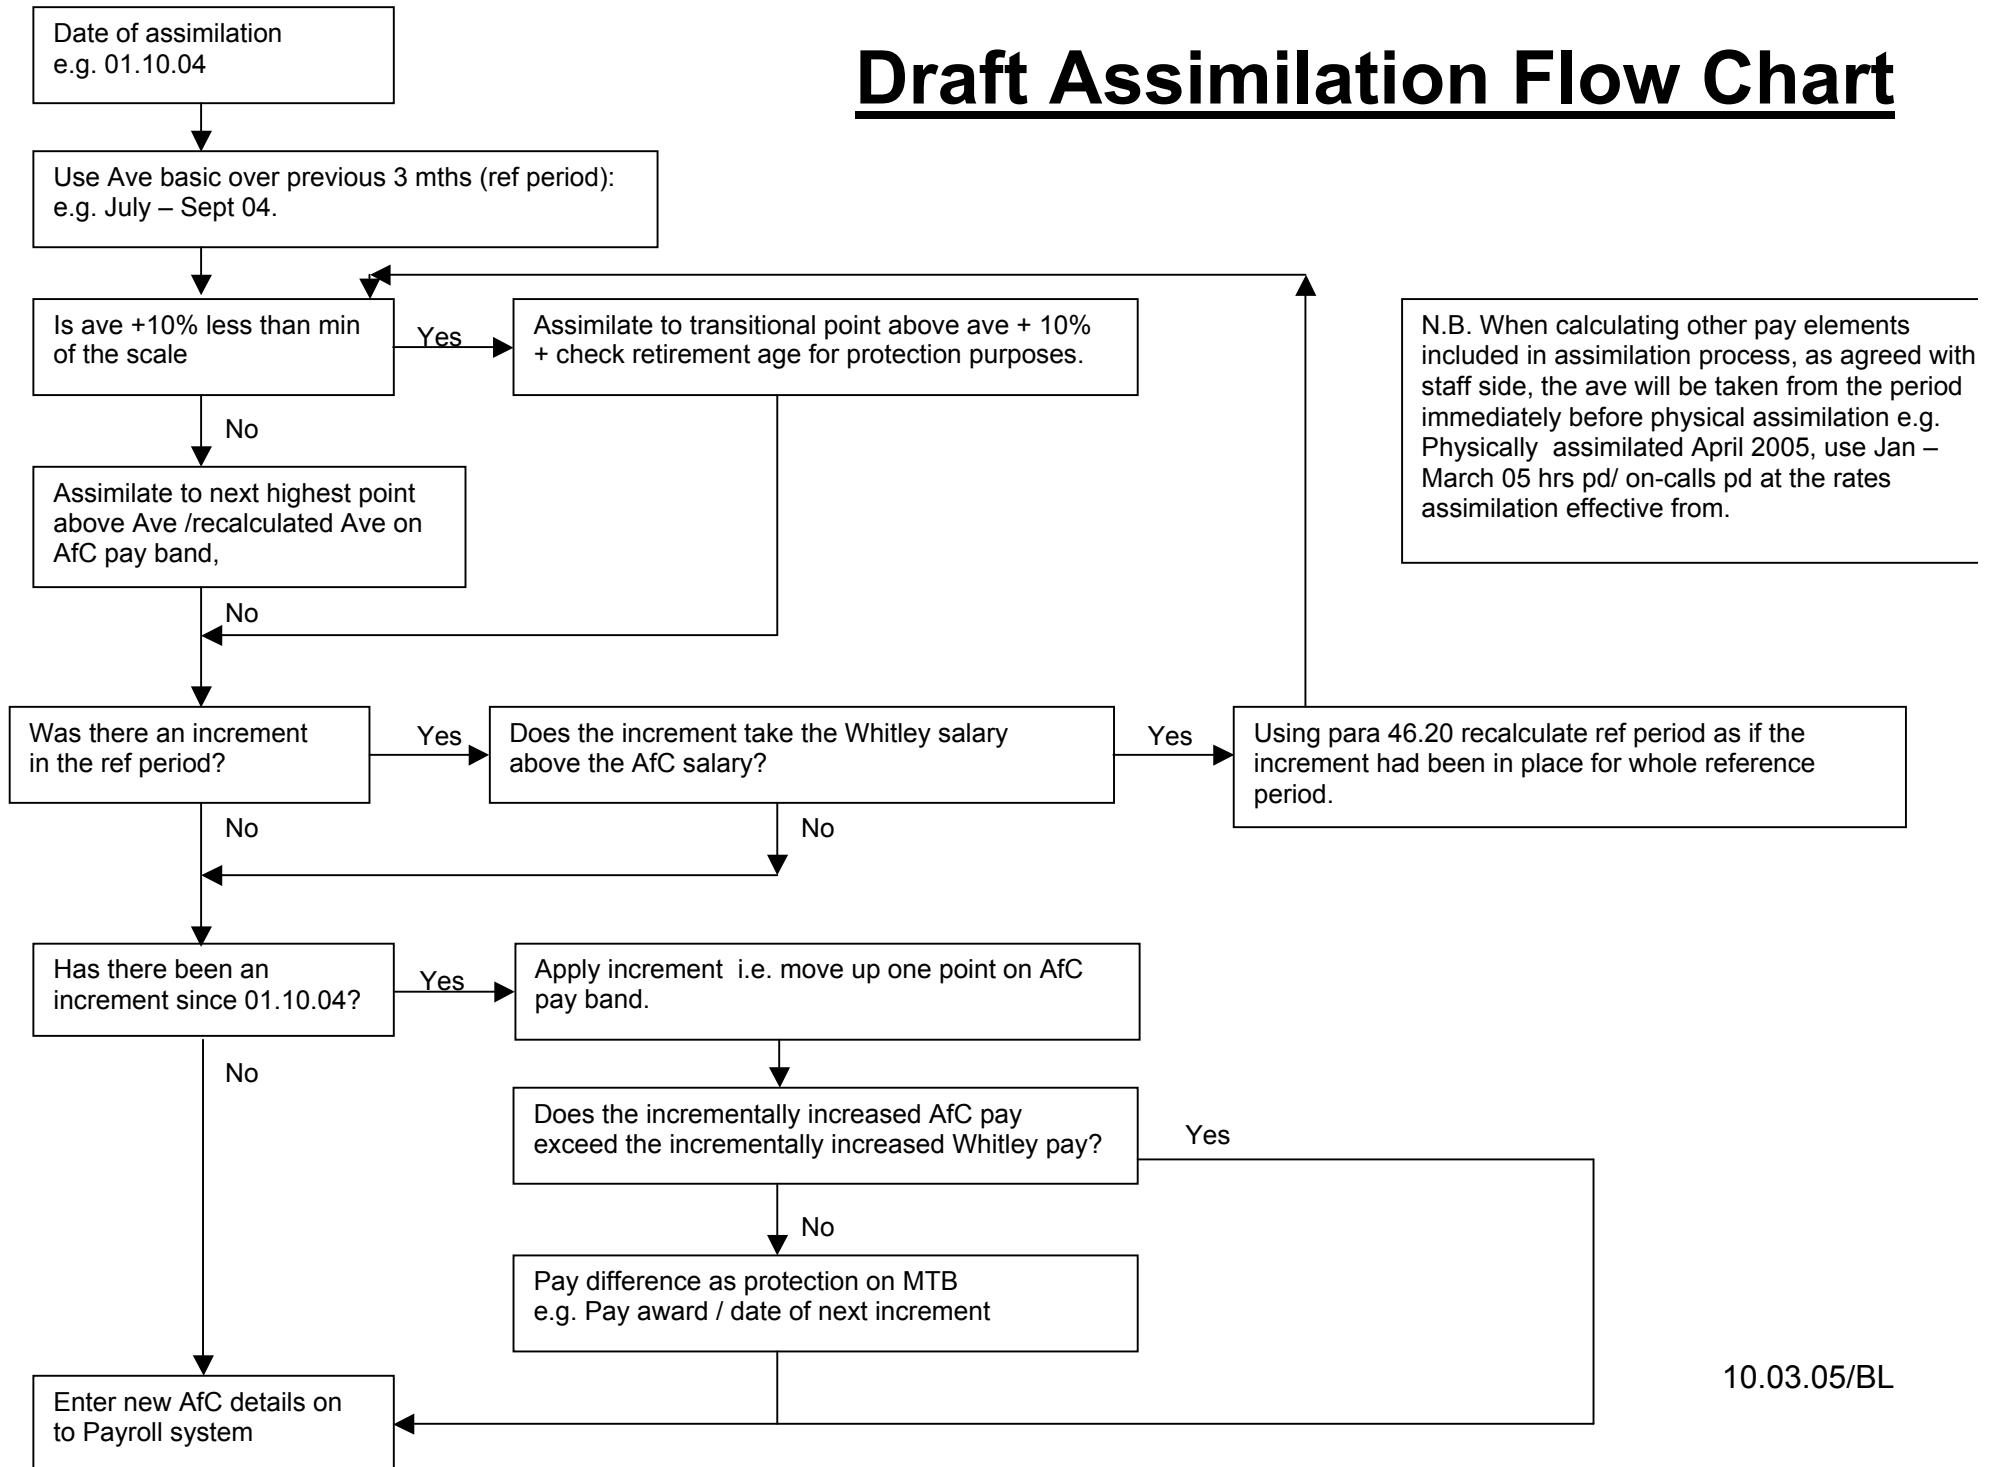 Draft Assimilation Flow Chart
Date of assimilation
e.g. 01.10.04
Use Ave basic over previous 3 mths (ref period):
e.g. July – Sept 04.
Is ave +10% less than min
of the scale
Yes
Assimilate to transitional point above ave + 10%
+ check retirement age for protection purposes.
N.B. When calculating other pay elements
included in assimilation process, as agreed with
staff side, the ave will be taken from the period
immediately before physical assimilation e.g.
Physically  assimilated April 2005, use Jan –
March 05 hrs pd/ on-calls pd at the rates
assimilation effective from.
No
Assimilate to next highest point
above Ave /recalculated Ave on
AfC pay band,
No
Was there an increment
in the ref period?
Yes
Does the increment take the Whitley salary
above the AfC salary?
Yes
Using para 46.20 recalculate ref period as if the
increment had been in place for whole reference
period.
No
No
Has there been an
increment since 01.10.04?
Yes
Apply increment  i.e. move up one point on AfC
pay band.
No
Does the incrementally increased AfC pay
exceed the incrementally increased Whitley pay?
Yes
No
Pay difference as protection on MTB
e.g. Pay award / date of next increment
Enter new AfC details on
to Payroll system
10.03.05/BL